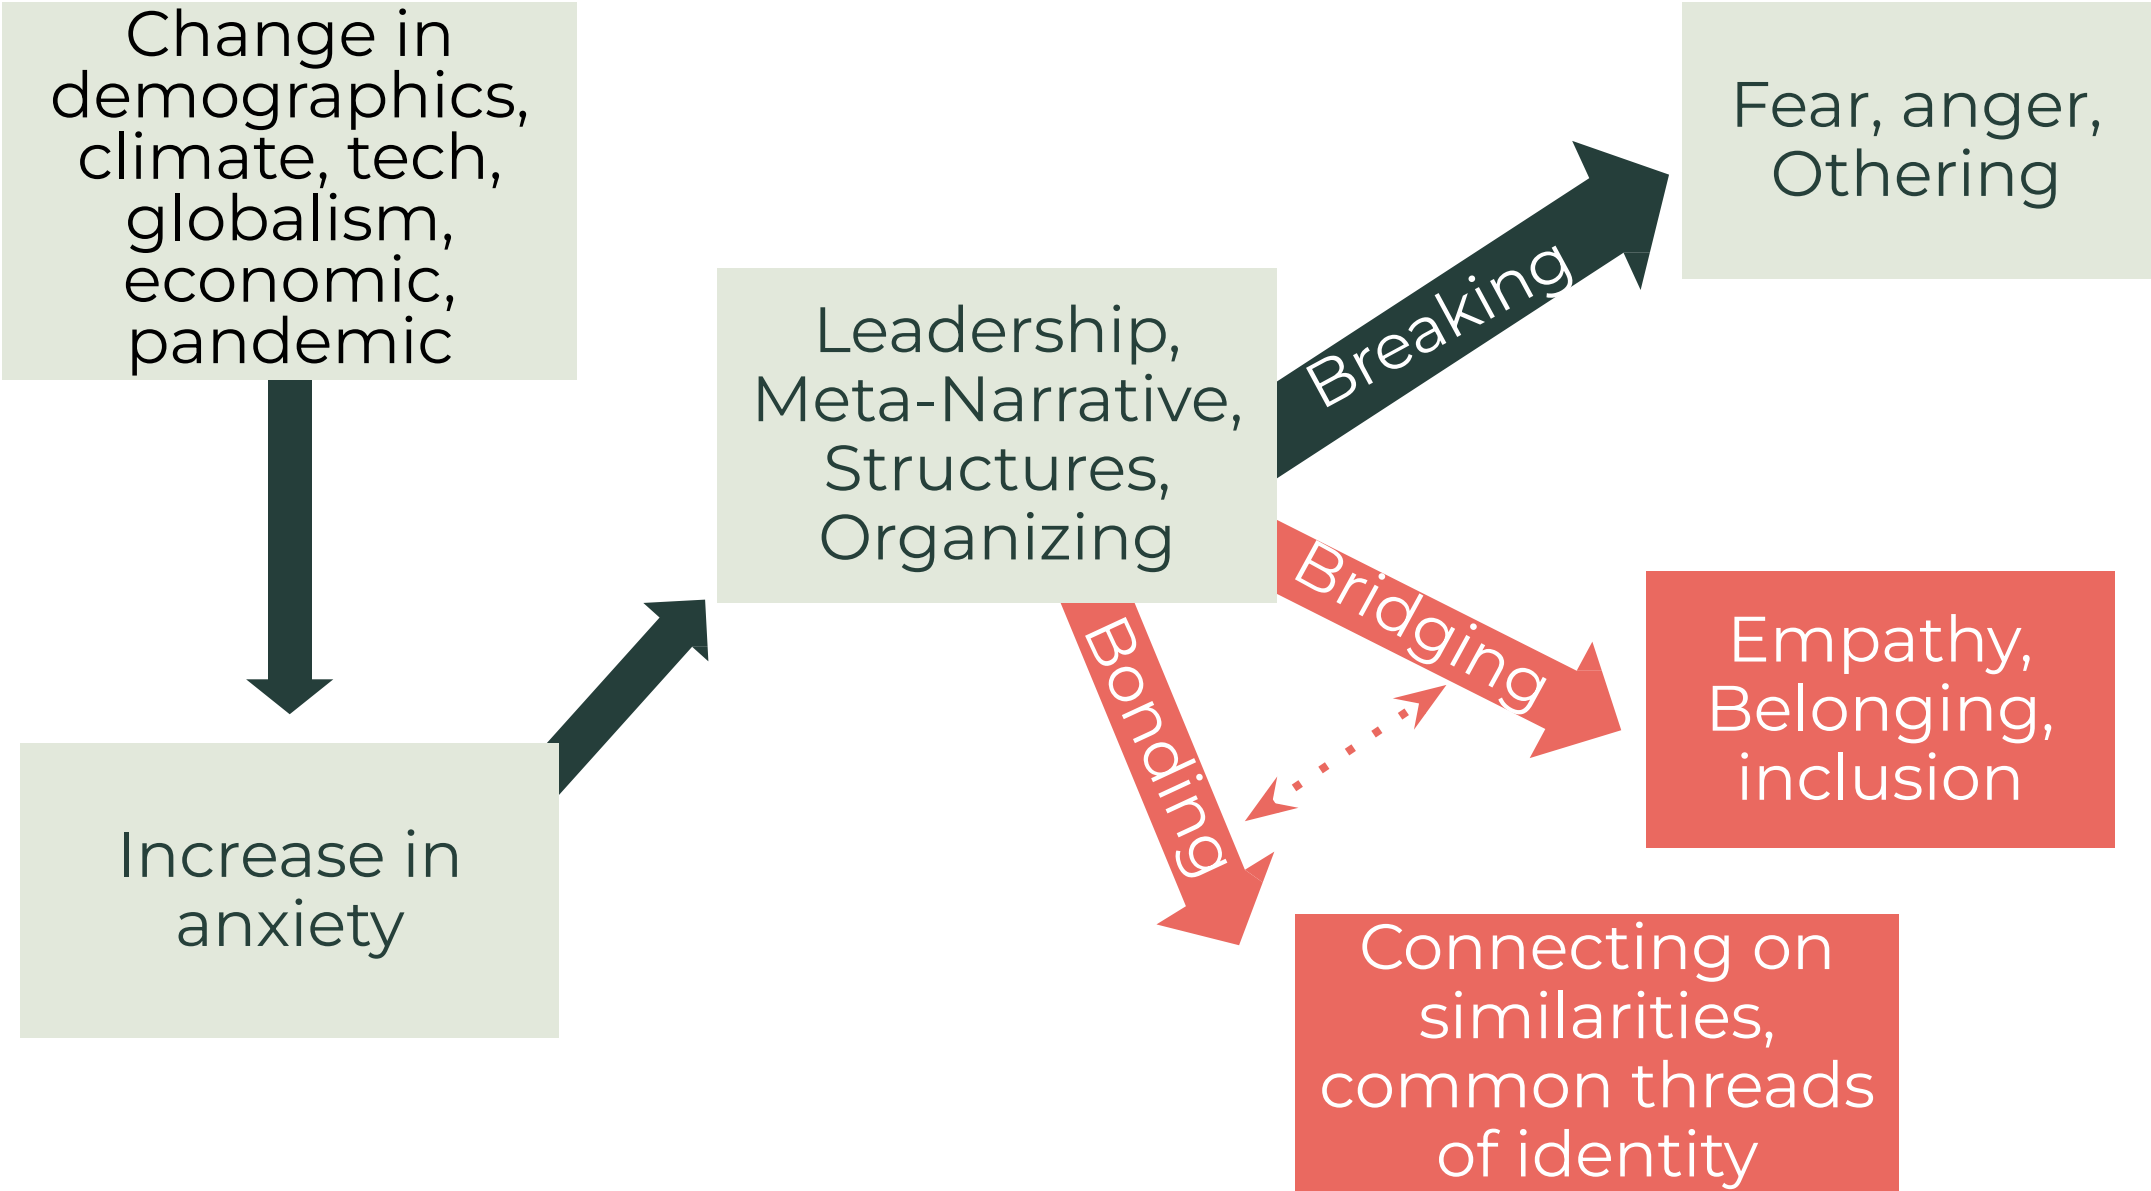 Change in
demographics,
climate, tech,
globalism,
economic,
pandemic
Increase in
anxiety
Leadership,
Meta-Narrative,
Structures,
Organizing
Breaking
Fear, anger,
Othering
Bridging
Empathy,
Belonging,
inclusion
Bonding
Connecting on
similarities,
common threads
of identity